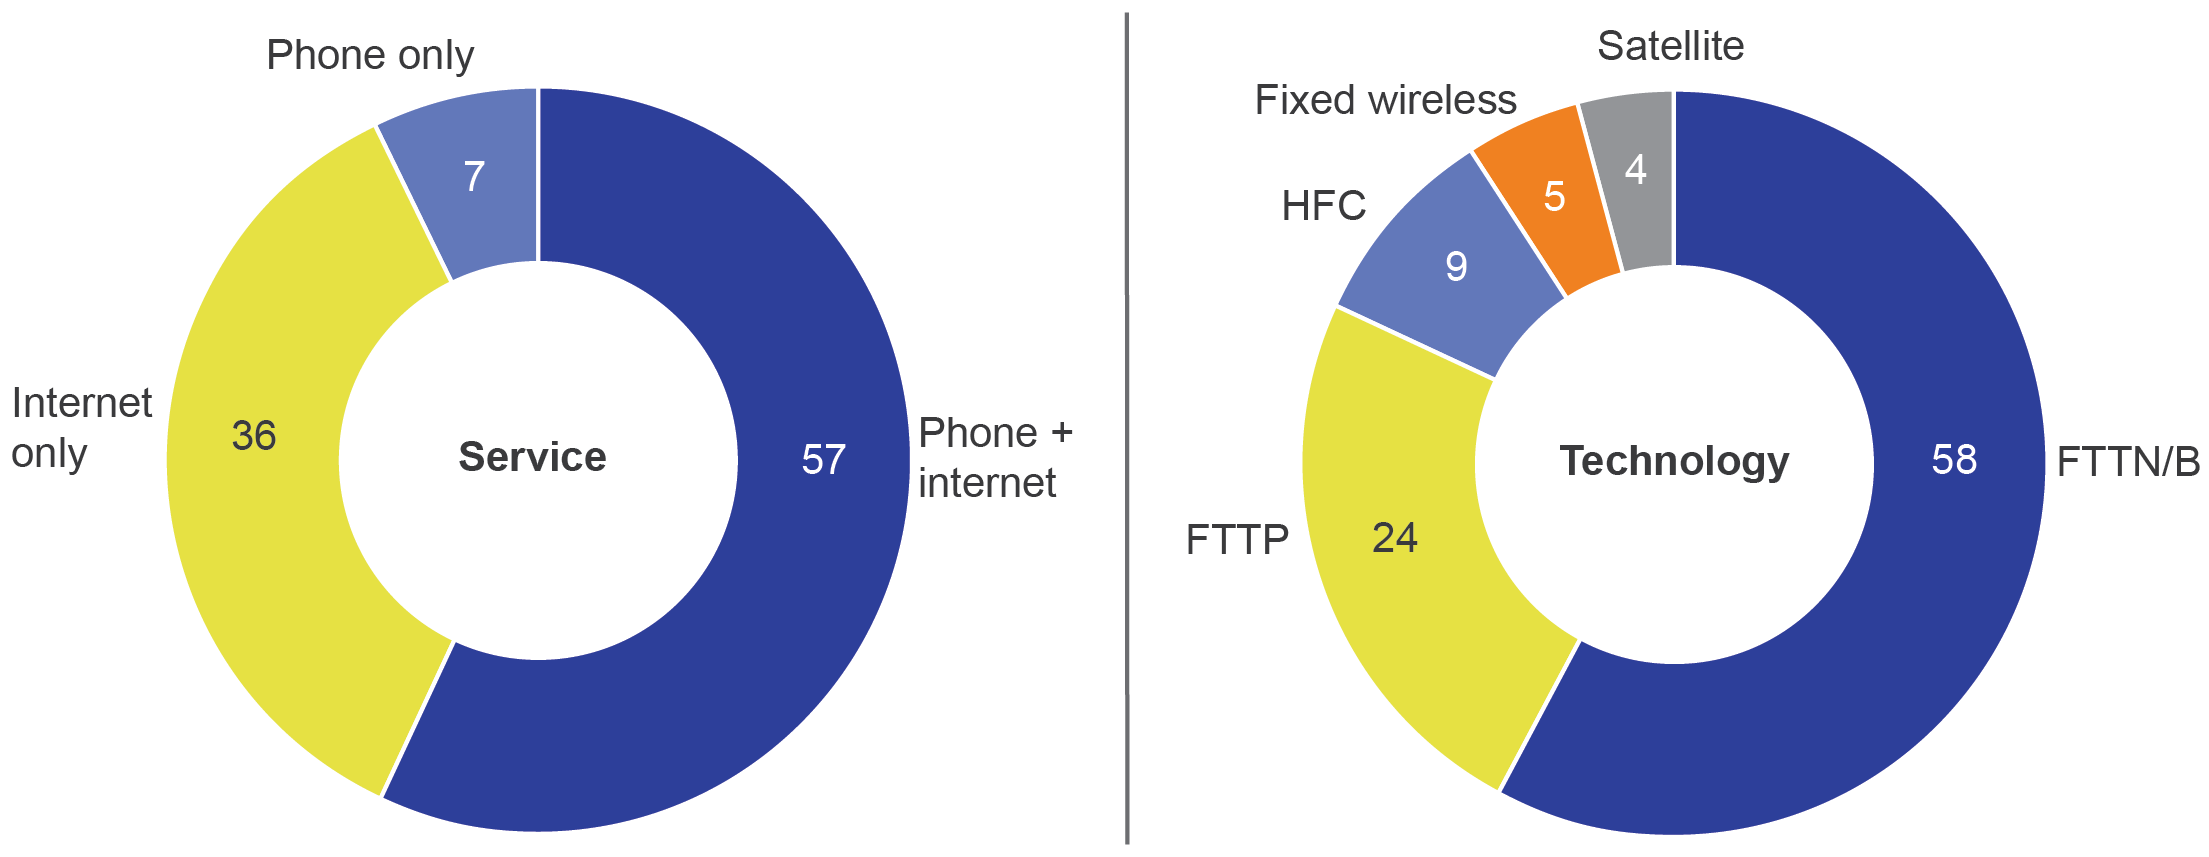 Phone only
7
Internet
only
36
Service
57
Phone +
internet
Satellite
Fixed wireless
4
5
HFC
9
Technology
58
FTTN/B
FTTP
24